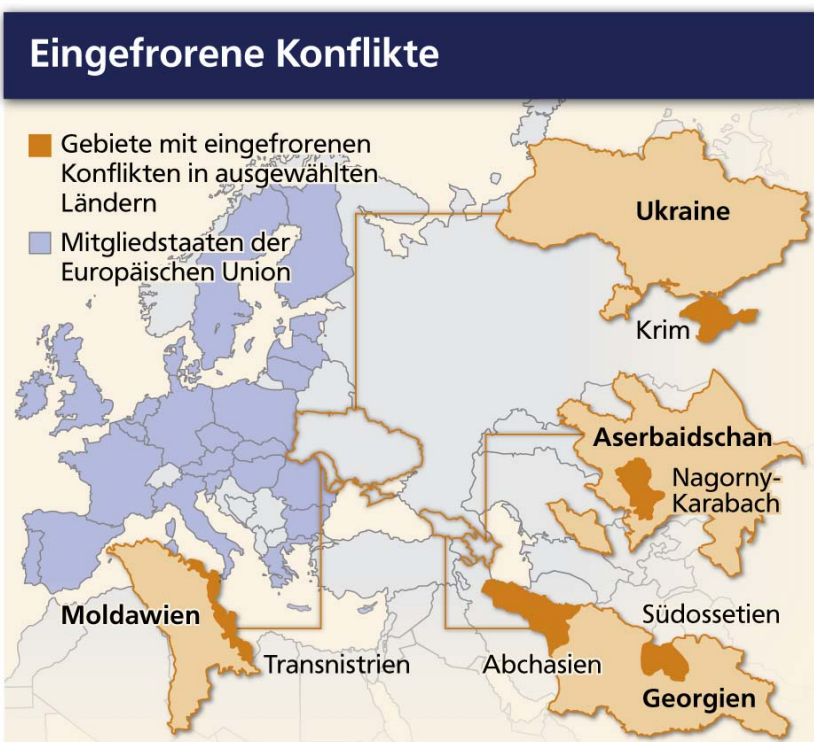 Eingefrorene Konflikte
Gebiete mit eingefrorenen
Konflikten in ausgewählten
Ländern
Mitgliedstaaten der
Europäischen Union
Ukraine
Krim
Aserbaidschan
Nagorny-
Karabach
Moldawien
Transnistrien
Südossetien
Abchasien
Georgien